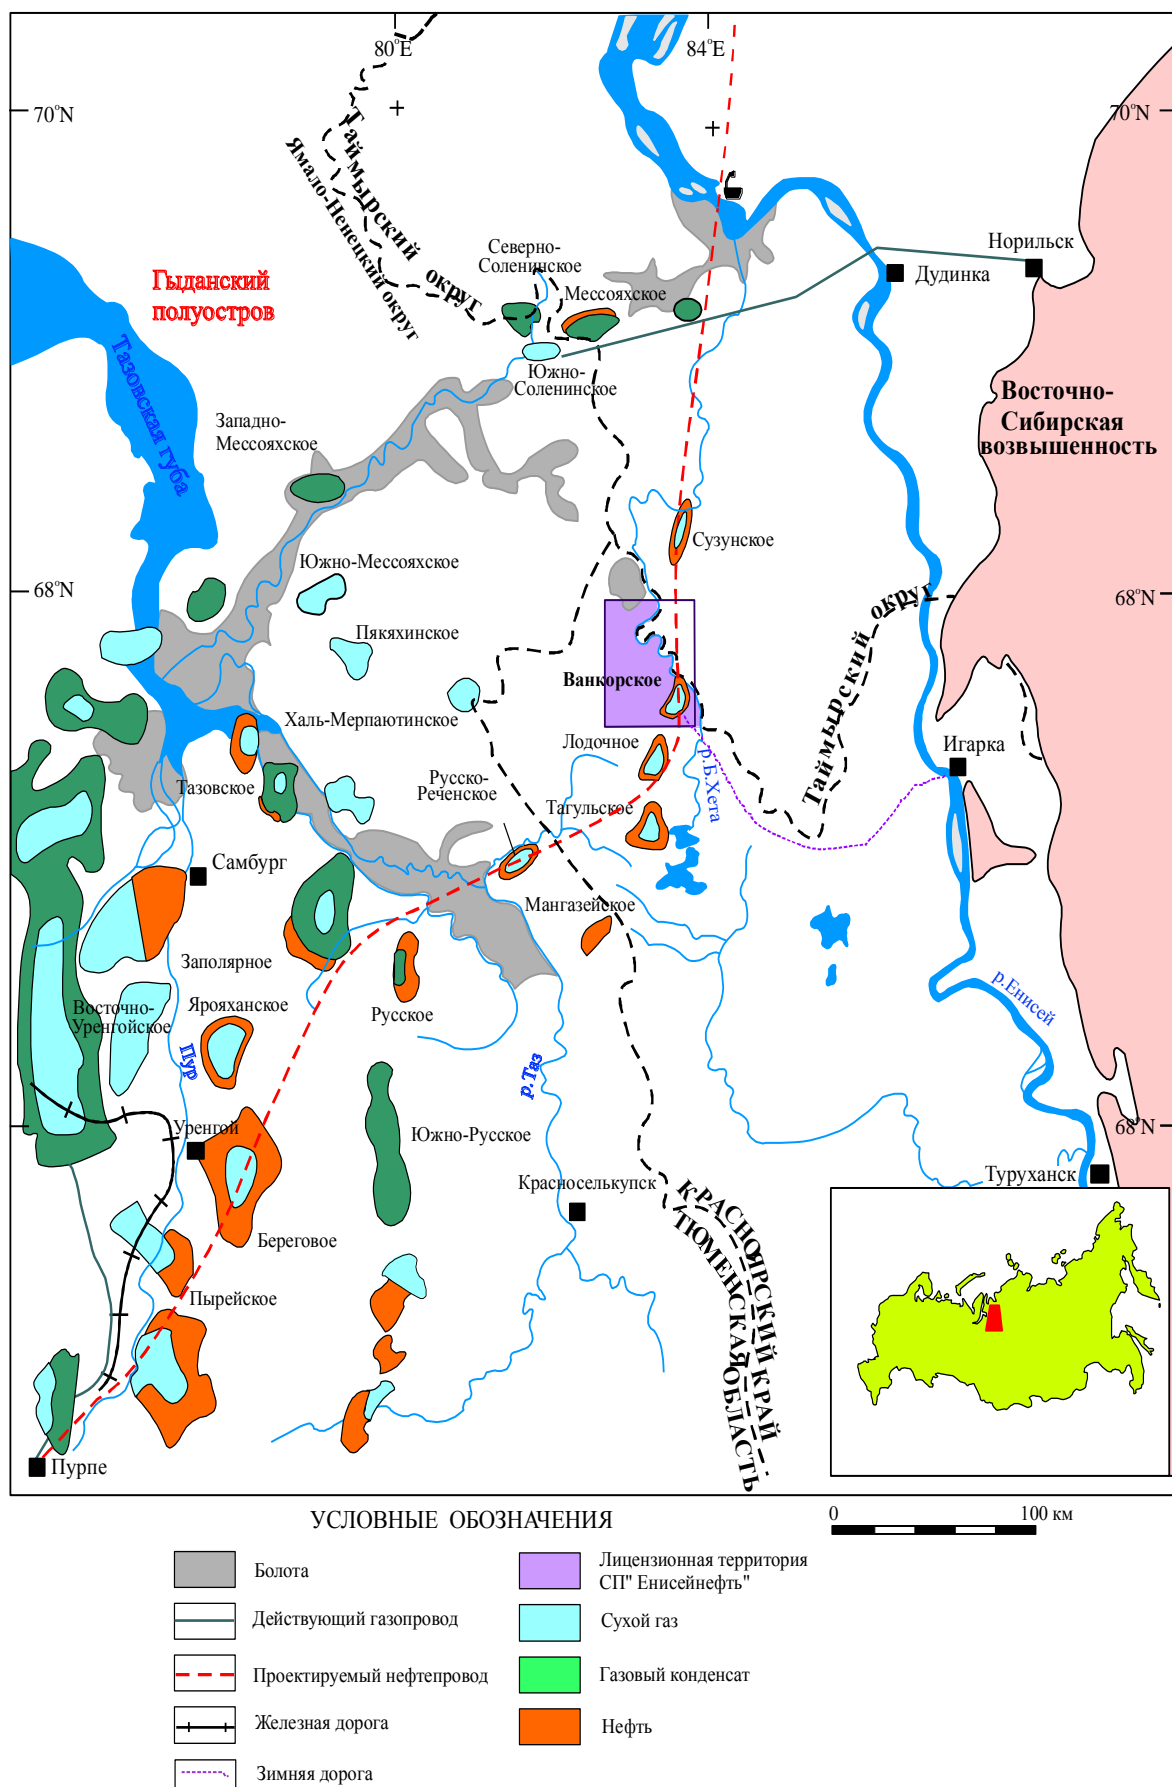 80°E
84°E
70°N
70°N
Таймырский округ
Ямало-Ненецкий округ
Северно-
Соленинское
Мессояхское
Норильск
Дудинка
Гыданский
полуостров
Тазовская губа
Южно-
Соленинское
Восточно-
Сибирская
возвышенность
Западно-
Мессояхское
Сузунское
Южно-Мессояхское
68°N
68°N
Таймырский округ
Пякяхинское
Ванкорское
Халь-Мерпаютинское
Лодочное
р.Б.Хета
Игарка
Тазовское
Русско-
Реченское
Тагульское
Самбург
Мангазейское
Заполярное
Восточно-
Уренгойское
Ярояханское
Русское
р.Енисей
Пур
р.Таз
Уренгой
Южно-Русское
68°N
Красноселькупск
Туруханск
КРАСНОЯРСКИЙ КРАЙ
ТЮМЕНСКАЯ ОБЛАСТЬ
Береговое
Пырейское
Пурпе
УСЛОВНЫЕ ОБОЗНАЧЕНИЯ
0 100 км
Болота
Действующий газопровод
Проектируемый нефтепровод
Железная дорога
Зимняя дорога
Лицензионная территория
СП" Енисейнефть"
Сухой газ
Газовый конденсат
Нефть